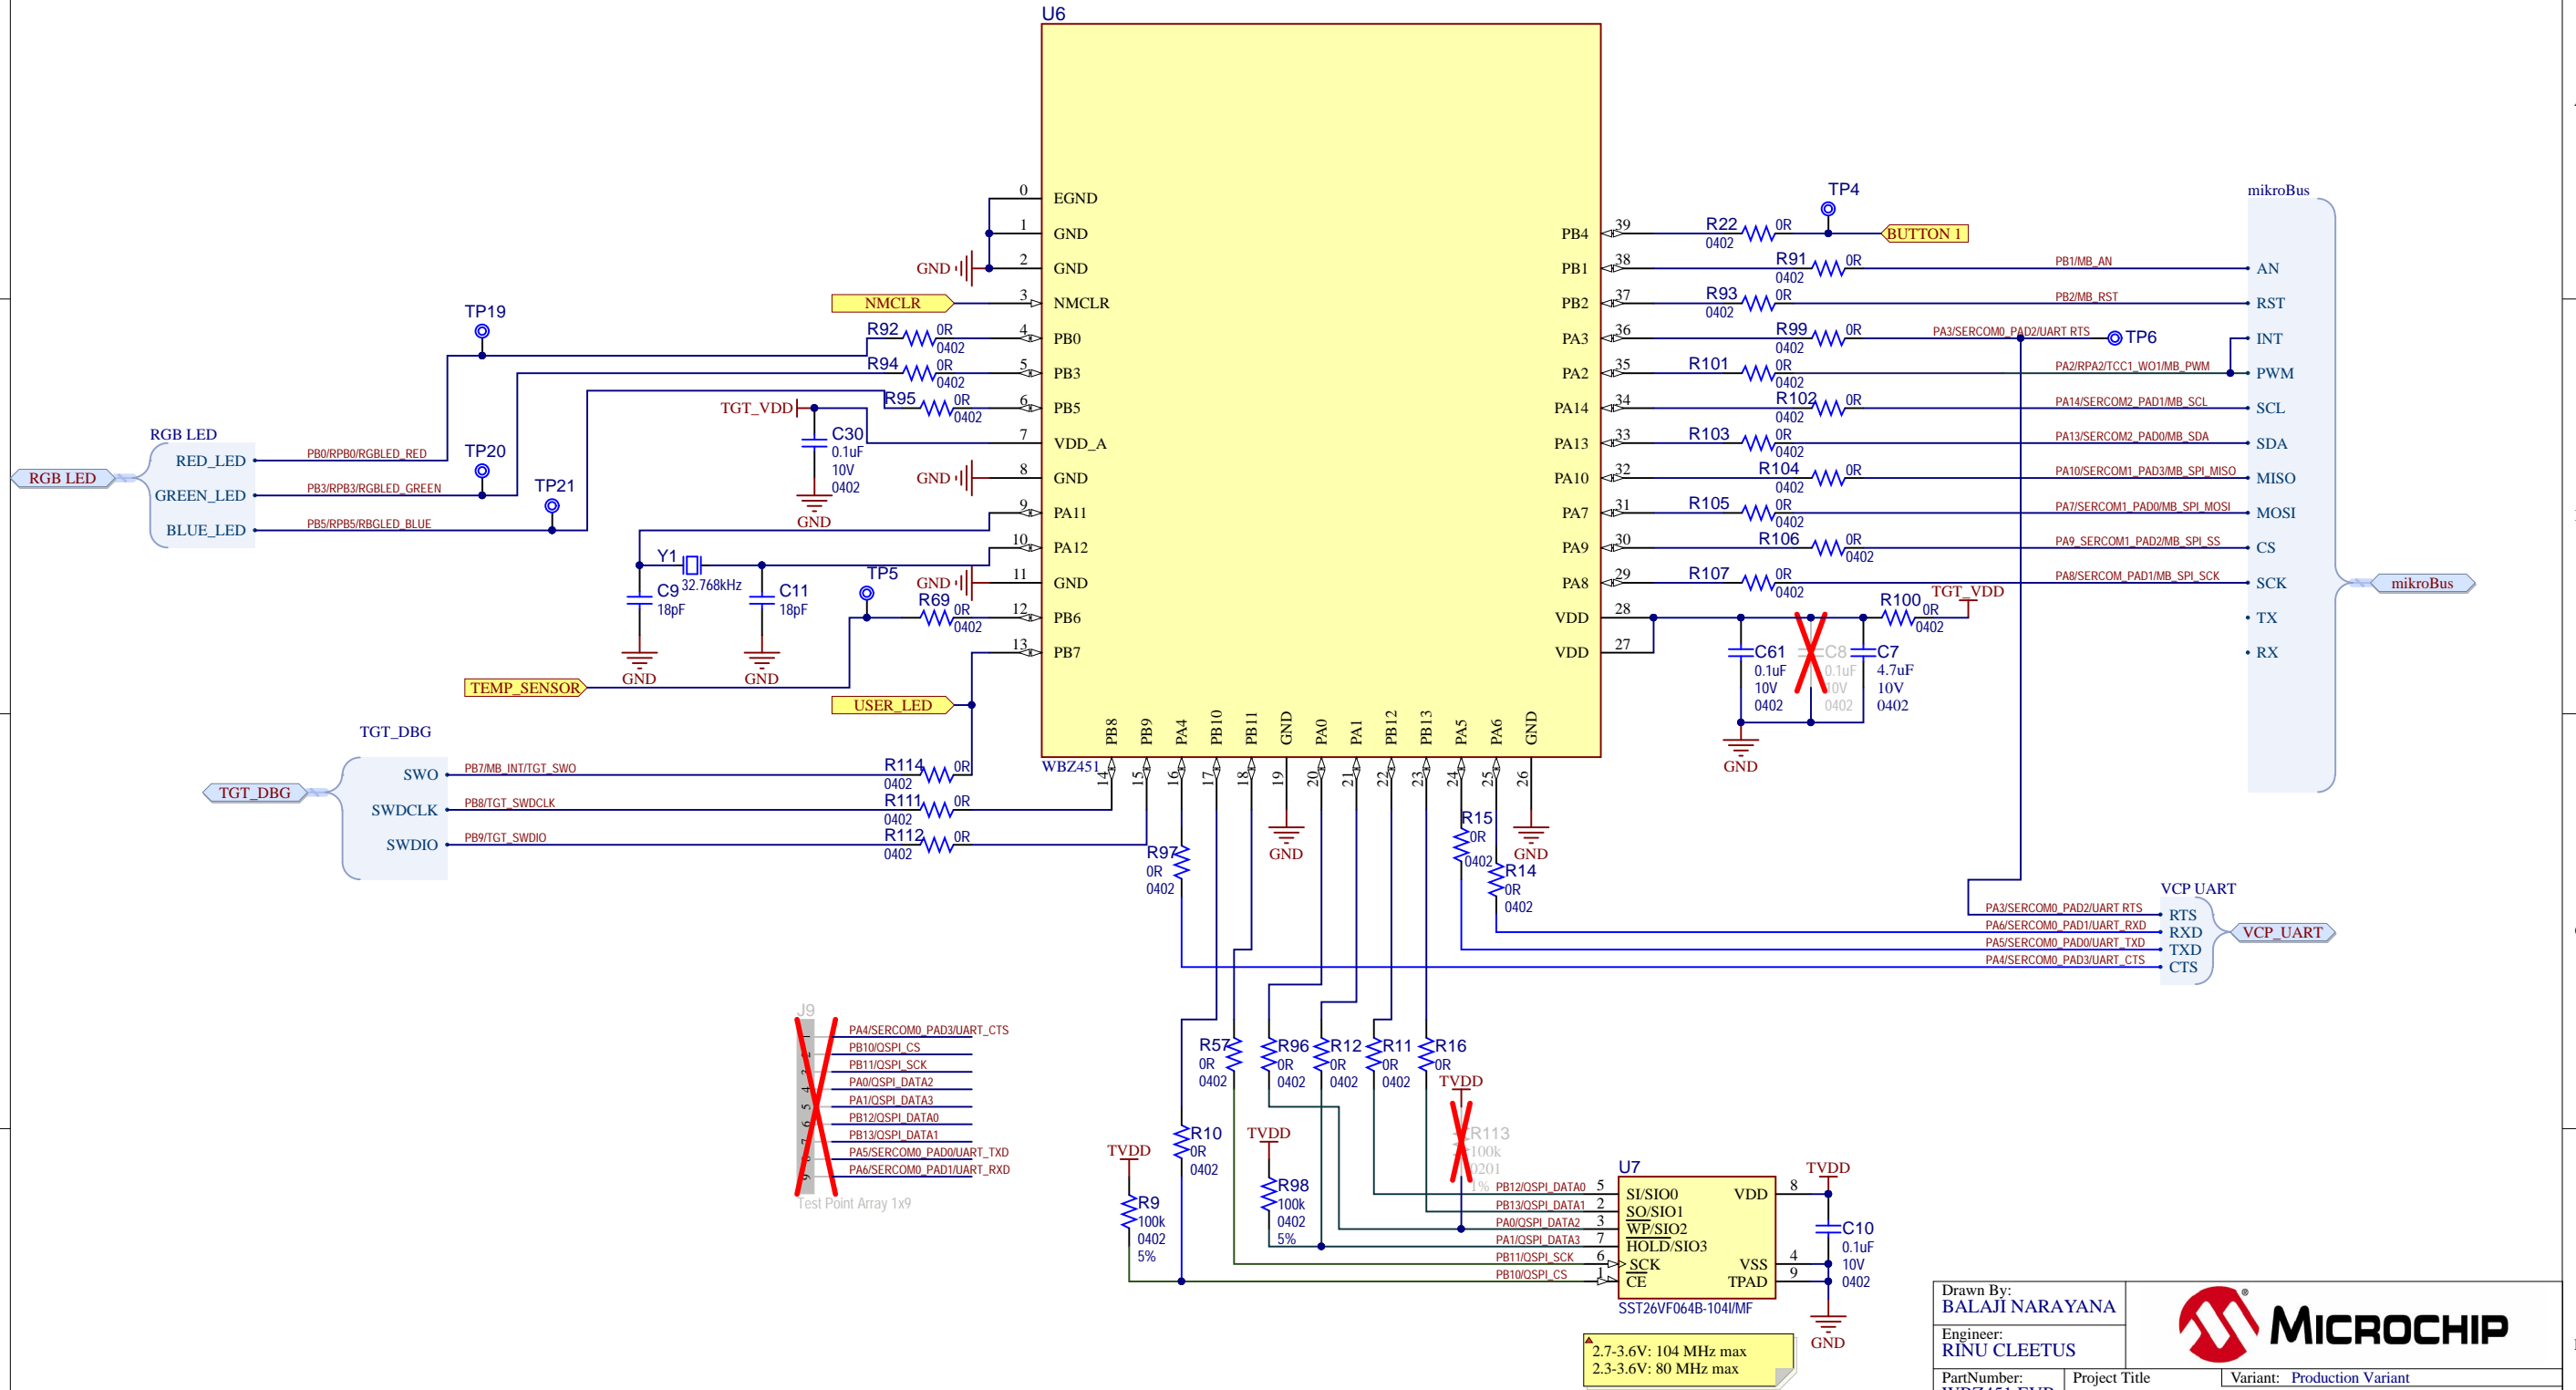 U6
WBZ451
0 EGND
1 GND
2 GND
GND
NMCLR
3 NMCLR
R92 0R 0402
4 PB0
R94 0R 0402
5 PB3
R95 0R 0402
6 PB5
TGT_VDD
C30
0.1uF
10V
0402
GND
7 VDD_A
GND
8 GND
9 PA11
10 PA12
Y1
32.768kHz
C9
18pF
GND
C11
18pF
GND
GND
11 GND
TP5
R69 0R 0402
12 PB6
13 PB7
TEMP_SENSOR
USER_LED
TP19
TP20
TP21
RGB LED
RGB LED
RED_LED
PB0/RPB0/RGBLED_RED
GREEN_LED
PB3/RPB3/RGBLED_GREEN
BLUE_LED
PB5/RPB5/RBGLED_BLUE
TGT_DBG
TGT_DBG
SWO
PB7/MB_INT/TGT_SWO
R114 0R
0402
SWDCLK
PB8/TGT_SWDCLK
R111 0R
0402
SWDIO
PB9/TGT_SWDIO
R112 0R
0402
PB8 14
PB9 15
PA4 16
PB10 17
PB11 18
GND 19
PA0 20
PA1 21
PB12 22
PB13 23
PA5 24
PA6 25
GND 26
GND
GND
R97
0R
0402
R15
0R
0402
R14
0R
0402
TP4
PB4 39
R22 0R
0402
BUTTON 1
PB1 38
R91 0R
0402
PB1/MB_AN
PB2 37
R93 0R
0402
PB2/MB_RST
PA3 36
R99 0R
0402
PA3/SERCOM0_PAD2/UART RTS
TP6
PA2 35
R101 0R
0402
PA2/RPA2/TCC1_WO1/MB_PWM
PA14 34
R102 0R
0402
PA14/SERCOM2_PAD1/MB_SCL
PA13 33
R103 0R
0402
PA13/SERCOM2_PAD0/MB_SDA
PA10 32
R104 0R
0402
PA10/SERCOM1_PAD3/MB_SPI_MISO
PA7 31
R105 0R
0402
PA7/SERCOM1_PAD0/MB_SPI_MOSI
PA9 30
R106 0R
0402
PA9_SERCOM1_PAD2/MB_SPI_SS
PA8 29
R107 0R
0402
PA8/SERCOM_PAD1/MB_SPI_SCK
VDD 28
VDD 27
R100 0R
0402
TGT_VDD
C61
0.1uF
10V
0402
C8
0.1uF
10V
0402
C7
4.7uF
10V
0402
GND
mikroBus
AN
RST
INT
PWM
SCL
SDA
MISO
MOSI
CS
SCK
TX
RX
mikroBus
VCP UART
PA3/SERCOM0_PAD2/UART RTS
RTS
PA6/SERCOM0_PAD1/UART_RXD
RXD
PA5/SERCOM0_PAD0/UART_TXD
TXD
PA4/SERCOM0_PAD3/UART_CTS
CTS
VCP_UART
J9
1 PA4/SERCOM0_PAD3/UART_CTS
2 PB10/QSPI_CS
3 PB11/QSPI_SCK
4 PA0/QSPI_DATA2
5 PA1/QSPI_DATA3
6 PB12/QSPI_DATA0
7 PB13/QSPI_DATA1
8 PA5/SERCOM0_PAD0/UART_TXD
9 PA6/SERCOM0_PAD1/UART_RXD
Test Point Array 1x9
R57
0R
0402
R96
0R
0402
R12
0R
0402
R11
0R
0402
R16
0R
TVDD
R113
100k
0201
1%
R10
0R
0402
TVDD
R9
100k
0402
5%
TVDD
R98
100k
0402
5%
U7
PB12/QSPI_DATA0 5 SI/SIO0
PB13/QSPI_DATA1 2 SO/SIO1
PA0/QSPI_DATA2 3 WP/SIO2
PA1/QSPI_DATA3 7 HOLD/SIO3
PB11/QSPI_SCK 6 SCK
PB10/QSPI_CS 1 CE
VDD 8
VSS 4
TPAD 9
SST26VF064B-104I/MF
TVDD
C10
0.1uF
10V
0402
GND
2.7-3.6V: 104 MHz max
2.3-3.6V: 80 MHz max
Drawn By:
BALAJI NARAYANA
Engineer:
RINU CLEETUS
MICROCHIP
®
PartNumber:
Project Title
Variant: Production Variant